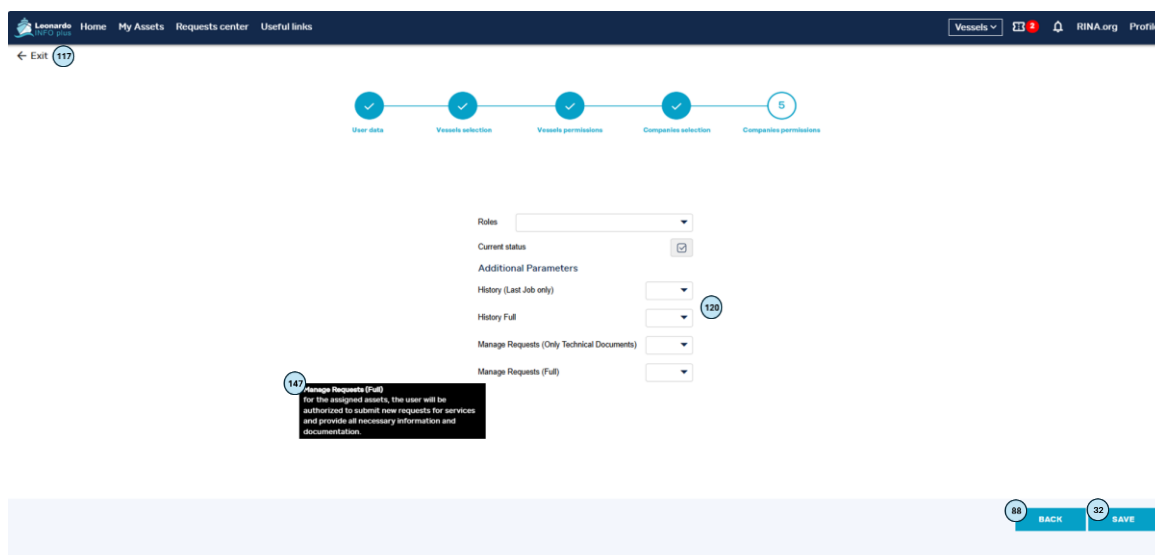 Leonardo
INFO plus
Home My Assets Requests center Useful links
Vessels
2
RINA.org Profile
← Exit
117
5
User data Vessels selection Vessels permissions Companies selection Companies permissions
Roles
Current status
Additional Parameters
History (Last Job only)
120
History Full
Manage Requests (Only Technical Documents)
Manage Requests (Full)
147
Manage Requests (Full)
for the assigned assets, the user will be
authorized to submit new requests for services
and provide all necessary information and
documentation.
88
BACK
32
SAVE